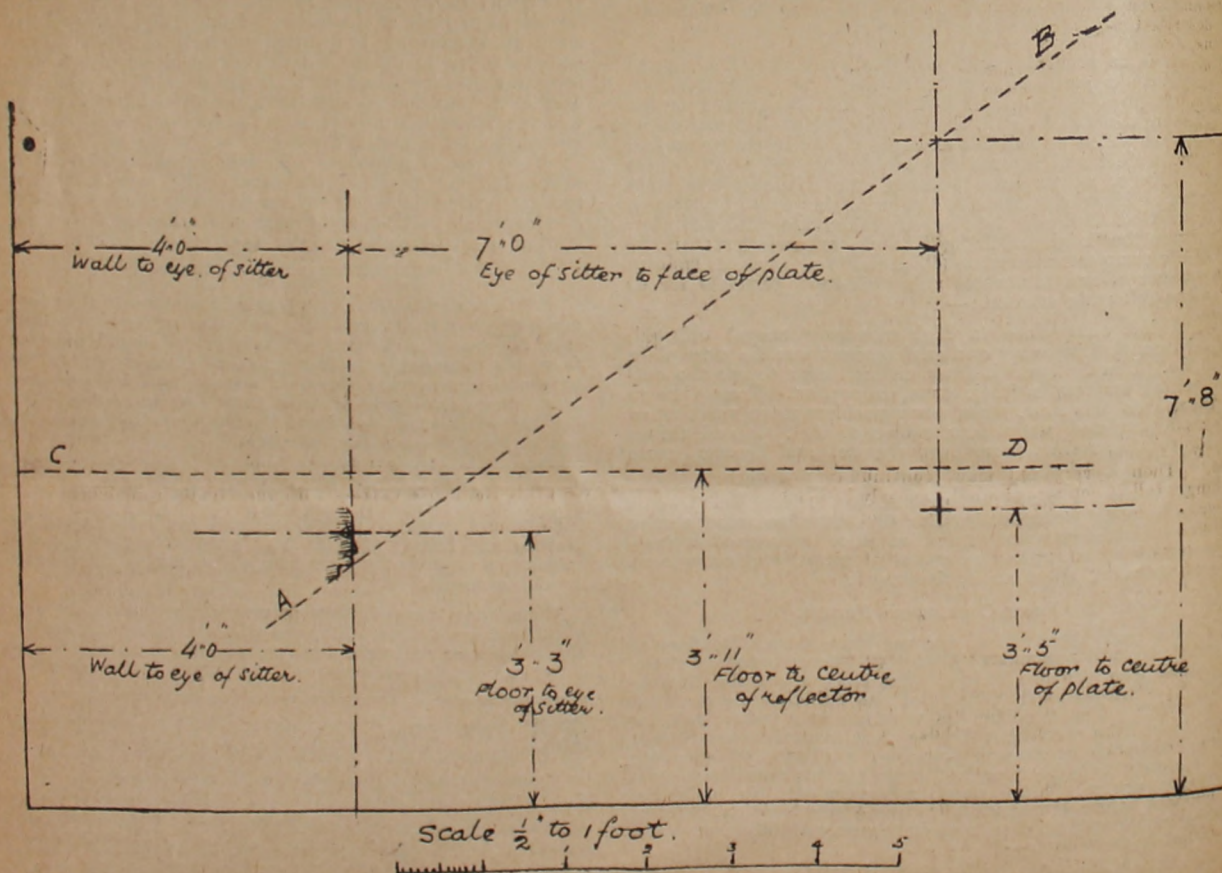 B
4'.0"
Wall to eye. of sitter
7'.0"
Eye of sitter to face of plate.
7'.8"
C
D
A
4'.0"
Wall to eye of sitter.
3'..3"
Floor to eye
of sitter.
3'..11"
Floor to centre
of reflector
3'..5"
Floor to centre
of plate.
Scale 1/2" to 1 foot.
1 2 3 4 5